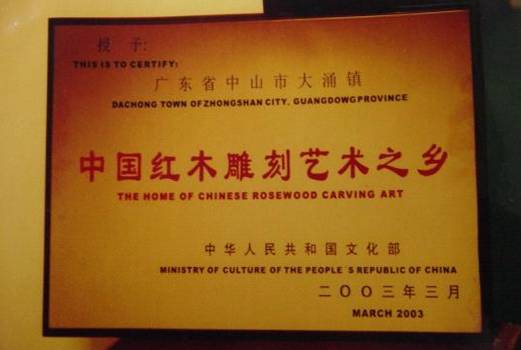 授 予:
THIS IS TO CERTIFY:
广东省中山市大涌镇
DACHONG TOWN OF ZHONGSHAN CITY, GUANGDOWG PROVINCE
中国红木雕刻艺术之乡
THE HOME OF CHINESE ROSEWOOD CARVING ART
中华人民共和国文化部
MINISTRY OF CULTURE OF THE PEOPLE`S REPUBLIC OF CHINA
二〇〇三年三月
MARCH 2003